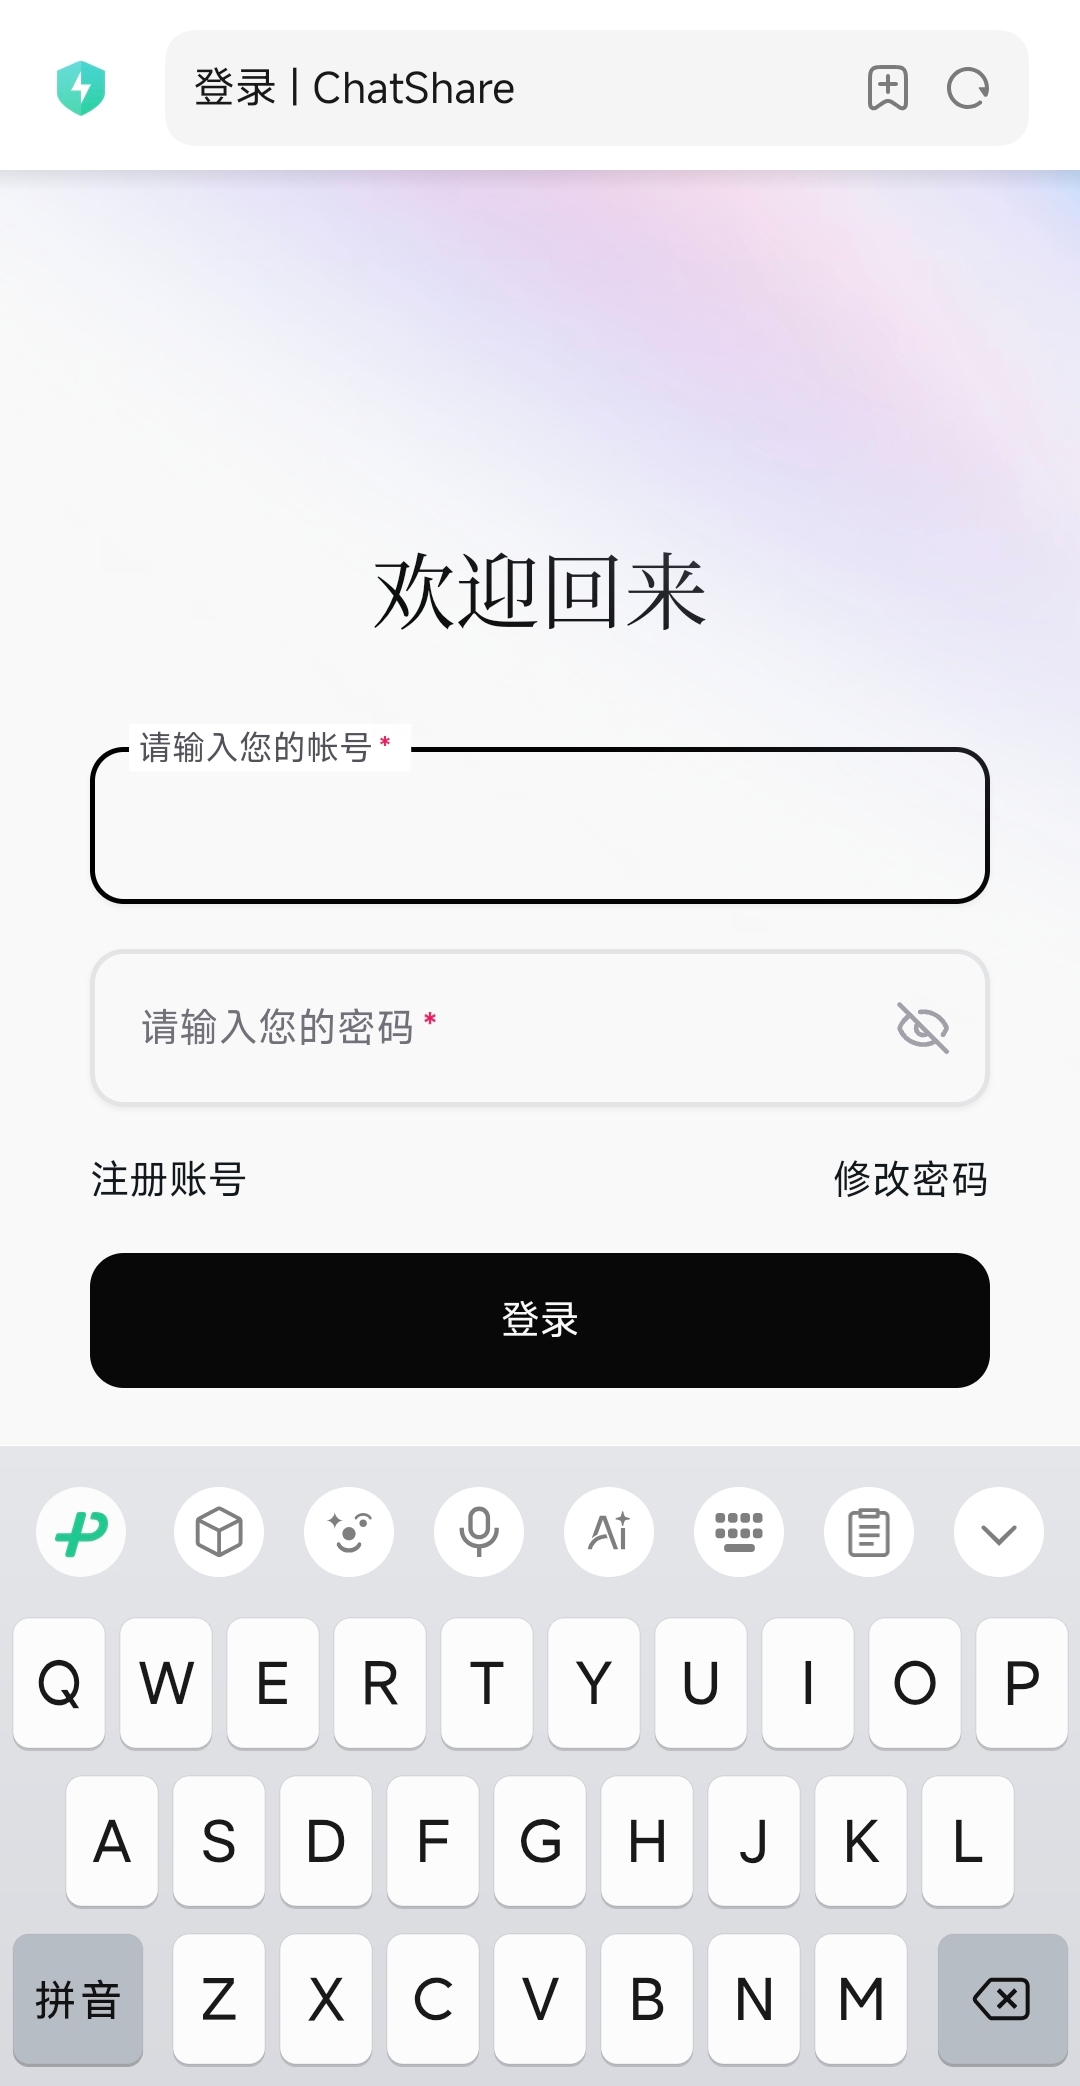 登录 | ChatShare
欢迎回来
请输入您的帐号 *
请输入您的密码 *
注册账号 修改密码
登录
Ai
Q W E R T Y U I O P
A S D F G H J K L
拼音 Z X C V B N M